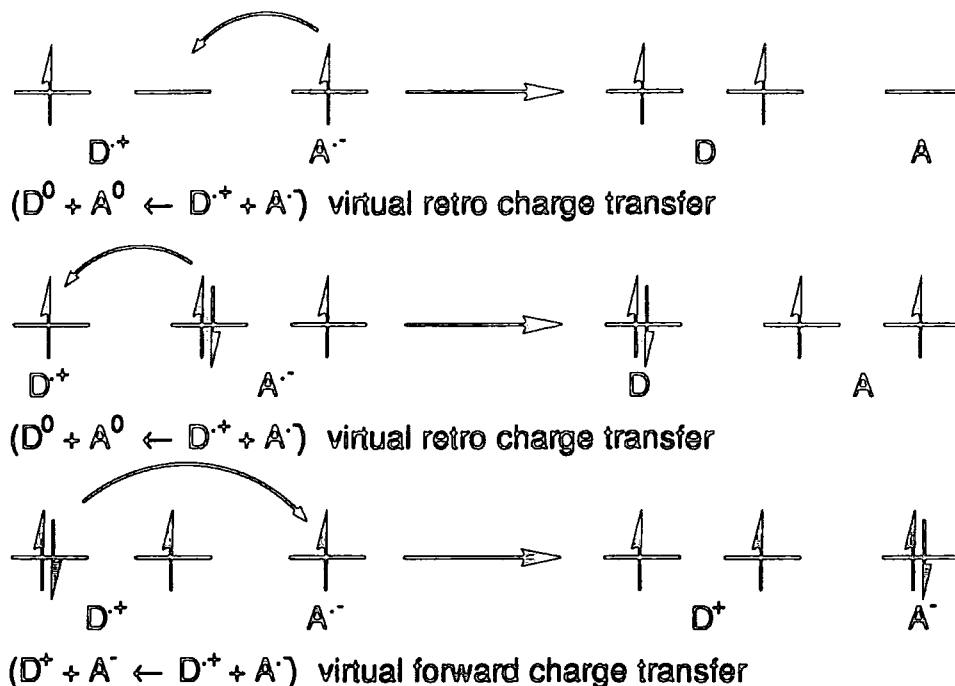 D·+ A·- D A
(D0 + A0 ← D·+ + A·) virtual retro charge transfer
D·+ A·- D A
(D0 + A0 ← D·+ + A·) virtual retro charge transfer
D·+ A·- D+ A-
(D+ + A- ← D·+ + A·) virtual forward charge transfer